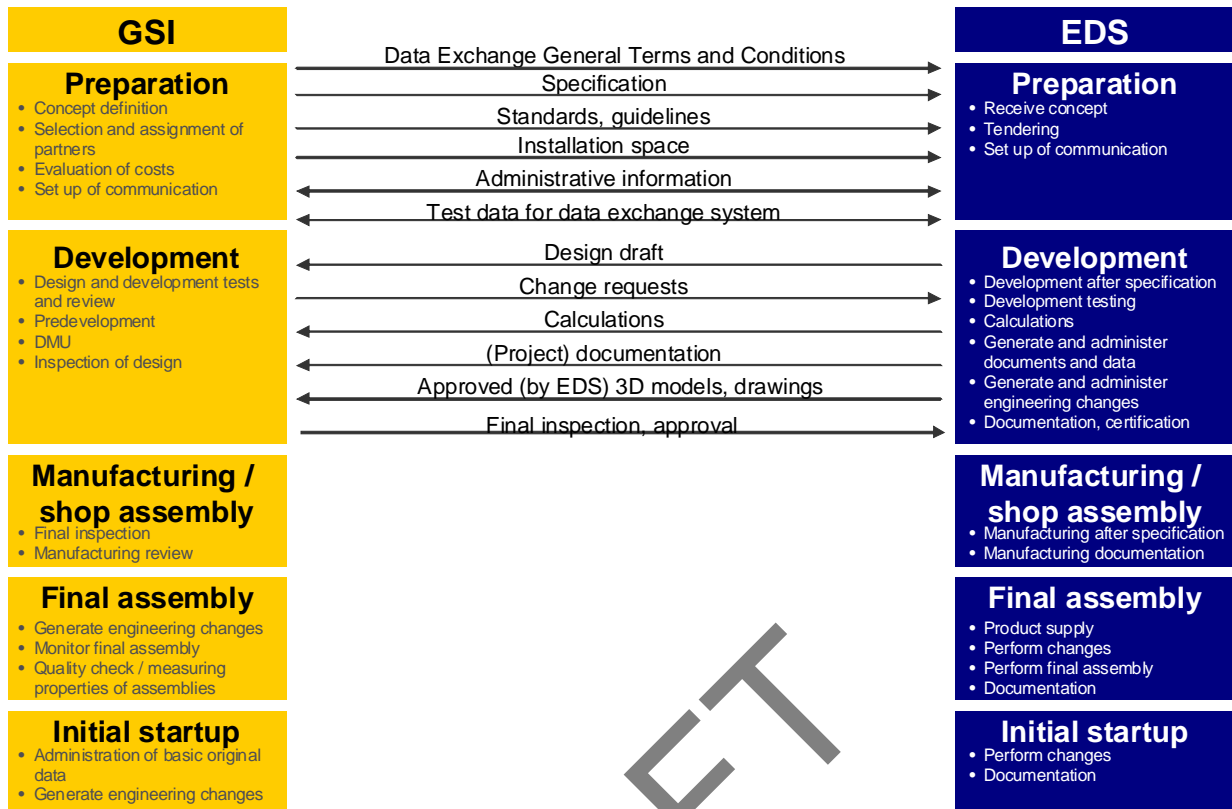 GSI
EDS
Preparation
• Concept definition
• Selection and assignment of
partners
• Evaluation of costs
• Set up of communication
Data Exchange General Terms and Conditions
Specification
Standards, guidelines
Installation space
Administrative information
Test data for data exchange system
Preparation
• Receive concept
• Tendering
• Set up of communication
Development
• Design and development tests
and review
• Predevelopment
• DMU
• Inspection of design
Design draft
Change requests
Calculations
(Project) documentation
Approved (by EDS) 3D models, drawings
Final inspection, approval
Development
• Development after specification
• Development testing
• Calculations
• Generate and administer
documents and data
• Generate and administer
engineering changes
• Documentation, certification
Manufacturing /
shop assembly
• Final inspection
• Manufacturing review
Manufacturing /
shop assembly
• Manufacturing after specification
• Manufacturing documentation
Final assembly
• Generate engineering changes
• Monitor final assembly
• Quality check / measuring
properties of assemblies
Final assembly
• Product supply
• Perform changes
• Perform final assembly
• Documentation
Initial startup
• Administration of basic original
data
• Generate engineering changes
Initial startup
• Perform changes
• Documentation